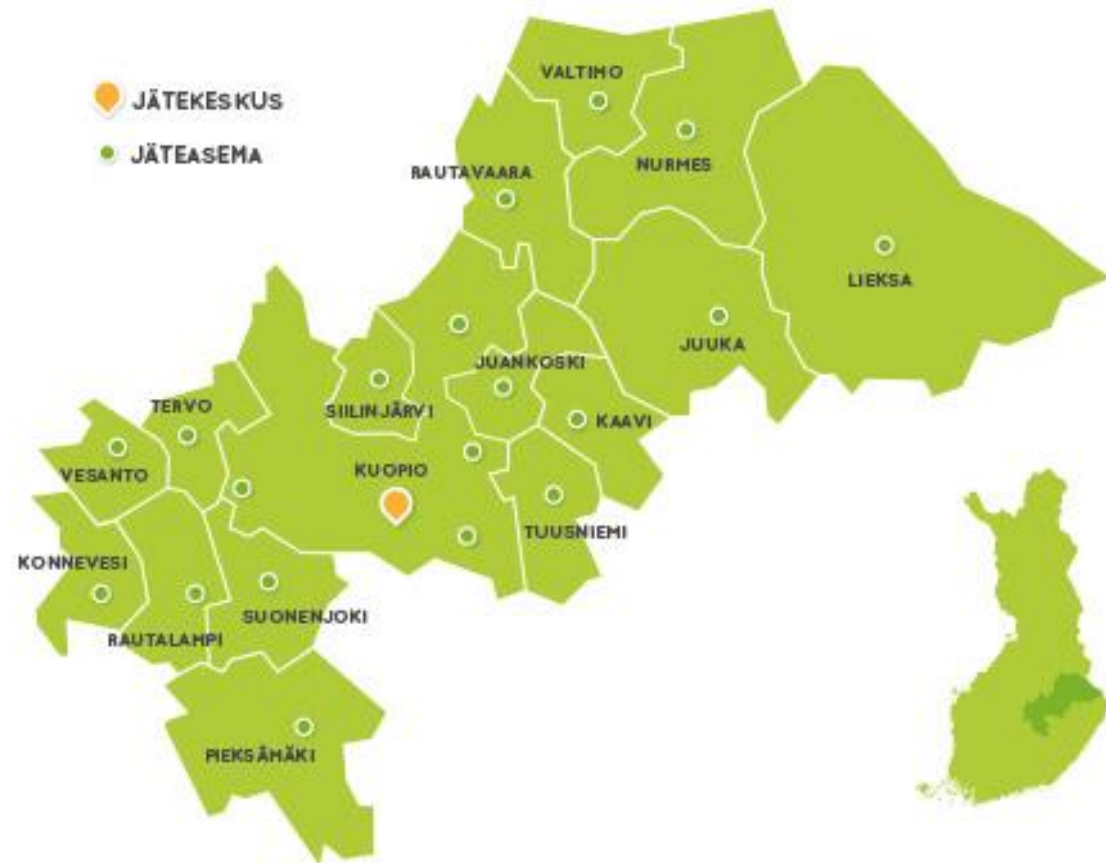 JÄTEKESKUS
JÄTEASEMA
VALTIMO
NURMES
RAUTAVAARA
LIEKSA
JUUKA
JUANKOSKI
SIILINJÄRVI
TERVO
KAAVI
VESANTO
KUOPIO
TUUSNIEMI
KONNEVESI
SUONENJOKI
RAUTALAMPI
PIEKSÄMÄKI